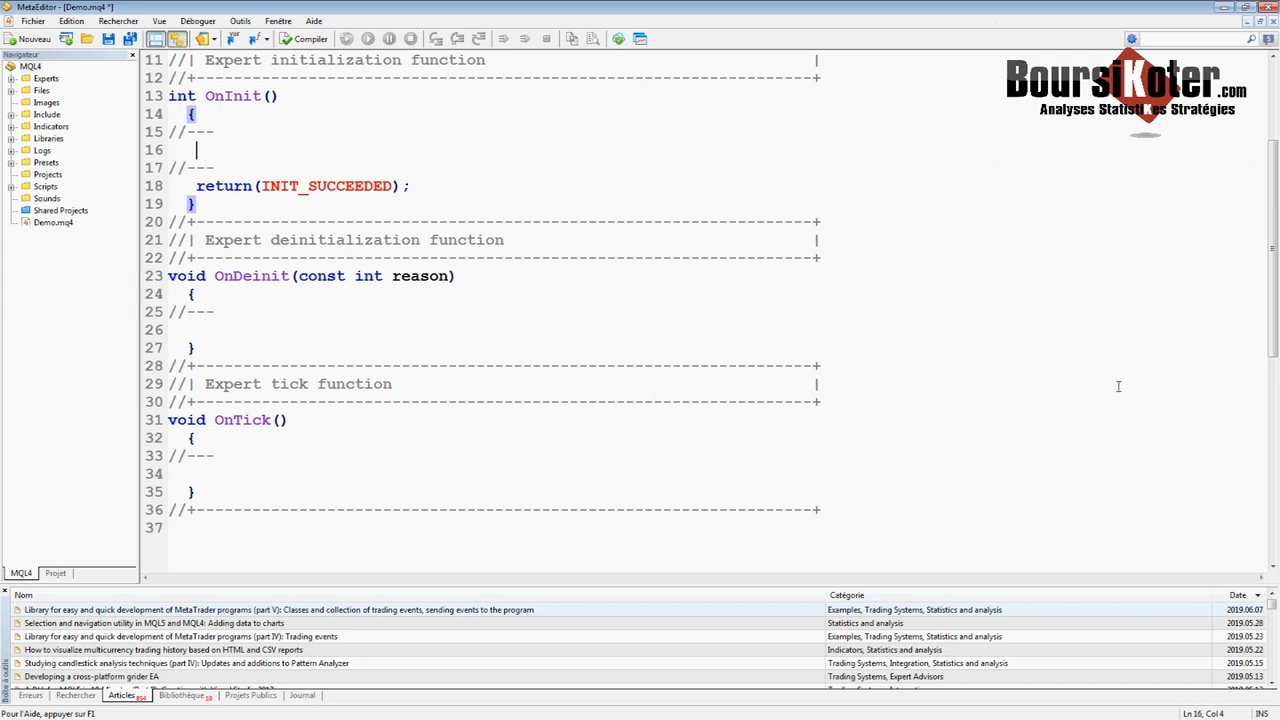 MetaEditor - [Demo.mq4 *]
Fichier Edition Rechercher Vue Déboguer Outils Fenêtre Aide
Nouveau Compiler
Navigateur
MQL4
Experts
Files
Images
Include
Indicators
Libraries
Logs
Presets
Projects
Scripts
Sounds
Shared Projects
Demo.mq4
MQL4 Projet
BoursiKoter.com
Analyses StatistiKes Stratégies
11 //| Expert initialization function |
12 //+------------------------------------------------------------------+
13 int OnInit()
14 {
15 //---
16
17 //---
18 return(INIT_SUCCEEDED);
19 }
20 //+------------------------------------------------------------------+
21 //| Expert deinitialization function |
22 //+------------------------------------------------------------------+
23 void OnDeinit(const int reason)
24 {
25 //---
26
27 }
28 //+------------------------------------------------------------------+
29 //| Expert tick function |
30 //+------------------------------------------------------------------+
31 void OnTick()
32 {
33 //---
34
35 }
36 //+------------------------------------------------------------------+
37
Nom Catégorie Date
Library for easy and quick development of MetaTrader programs (part V): Classes and collection of trading events, sending events to the program Examples, Trading Systems, Statistics and analysis 2019.06.07
Selection and navigation utility in MQL5 and MQL4: Adding data to charts Statistics and analysis 2019.05.28
Library for easy and quick development of MetaTrader programs (part IV): Trading events Examples, Trading Systems, Statistics and analysis 2019.05.23
How to visualize multicurrency trading history based on HTML and CSV reports Indicators, Statistics and analysis 2019.05.22
Studying candlestick analysis techniques (part IV): Updates and additions to Pattern Analyzer Trading Systems, Integration, Statistics and analysis 2019.05.15
Developing a cross-platform grider EA Trading Systems, Expert Advisors 2019.05.13
Boîte à outils
Erreurs Rechercher Articles Bibliothèque Projets Publics Journal
Pour l'Aide, appuyer sur F1 Ln 16, Col 4 INS